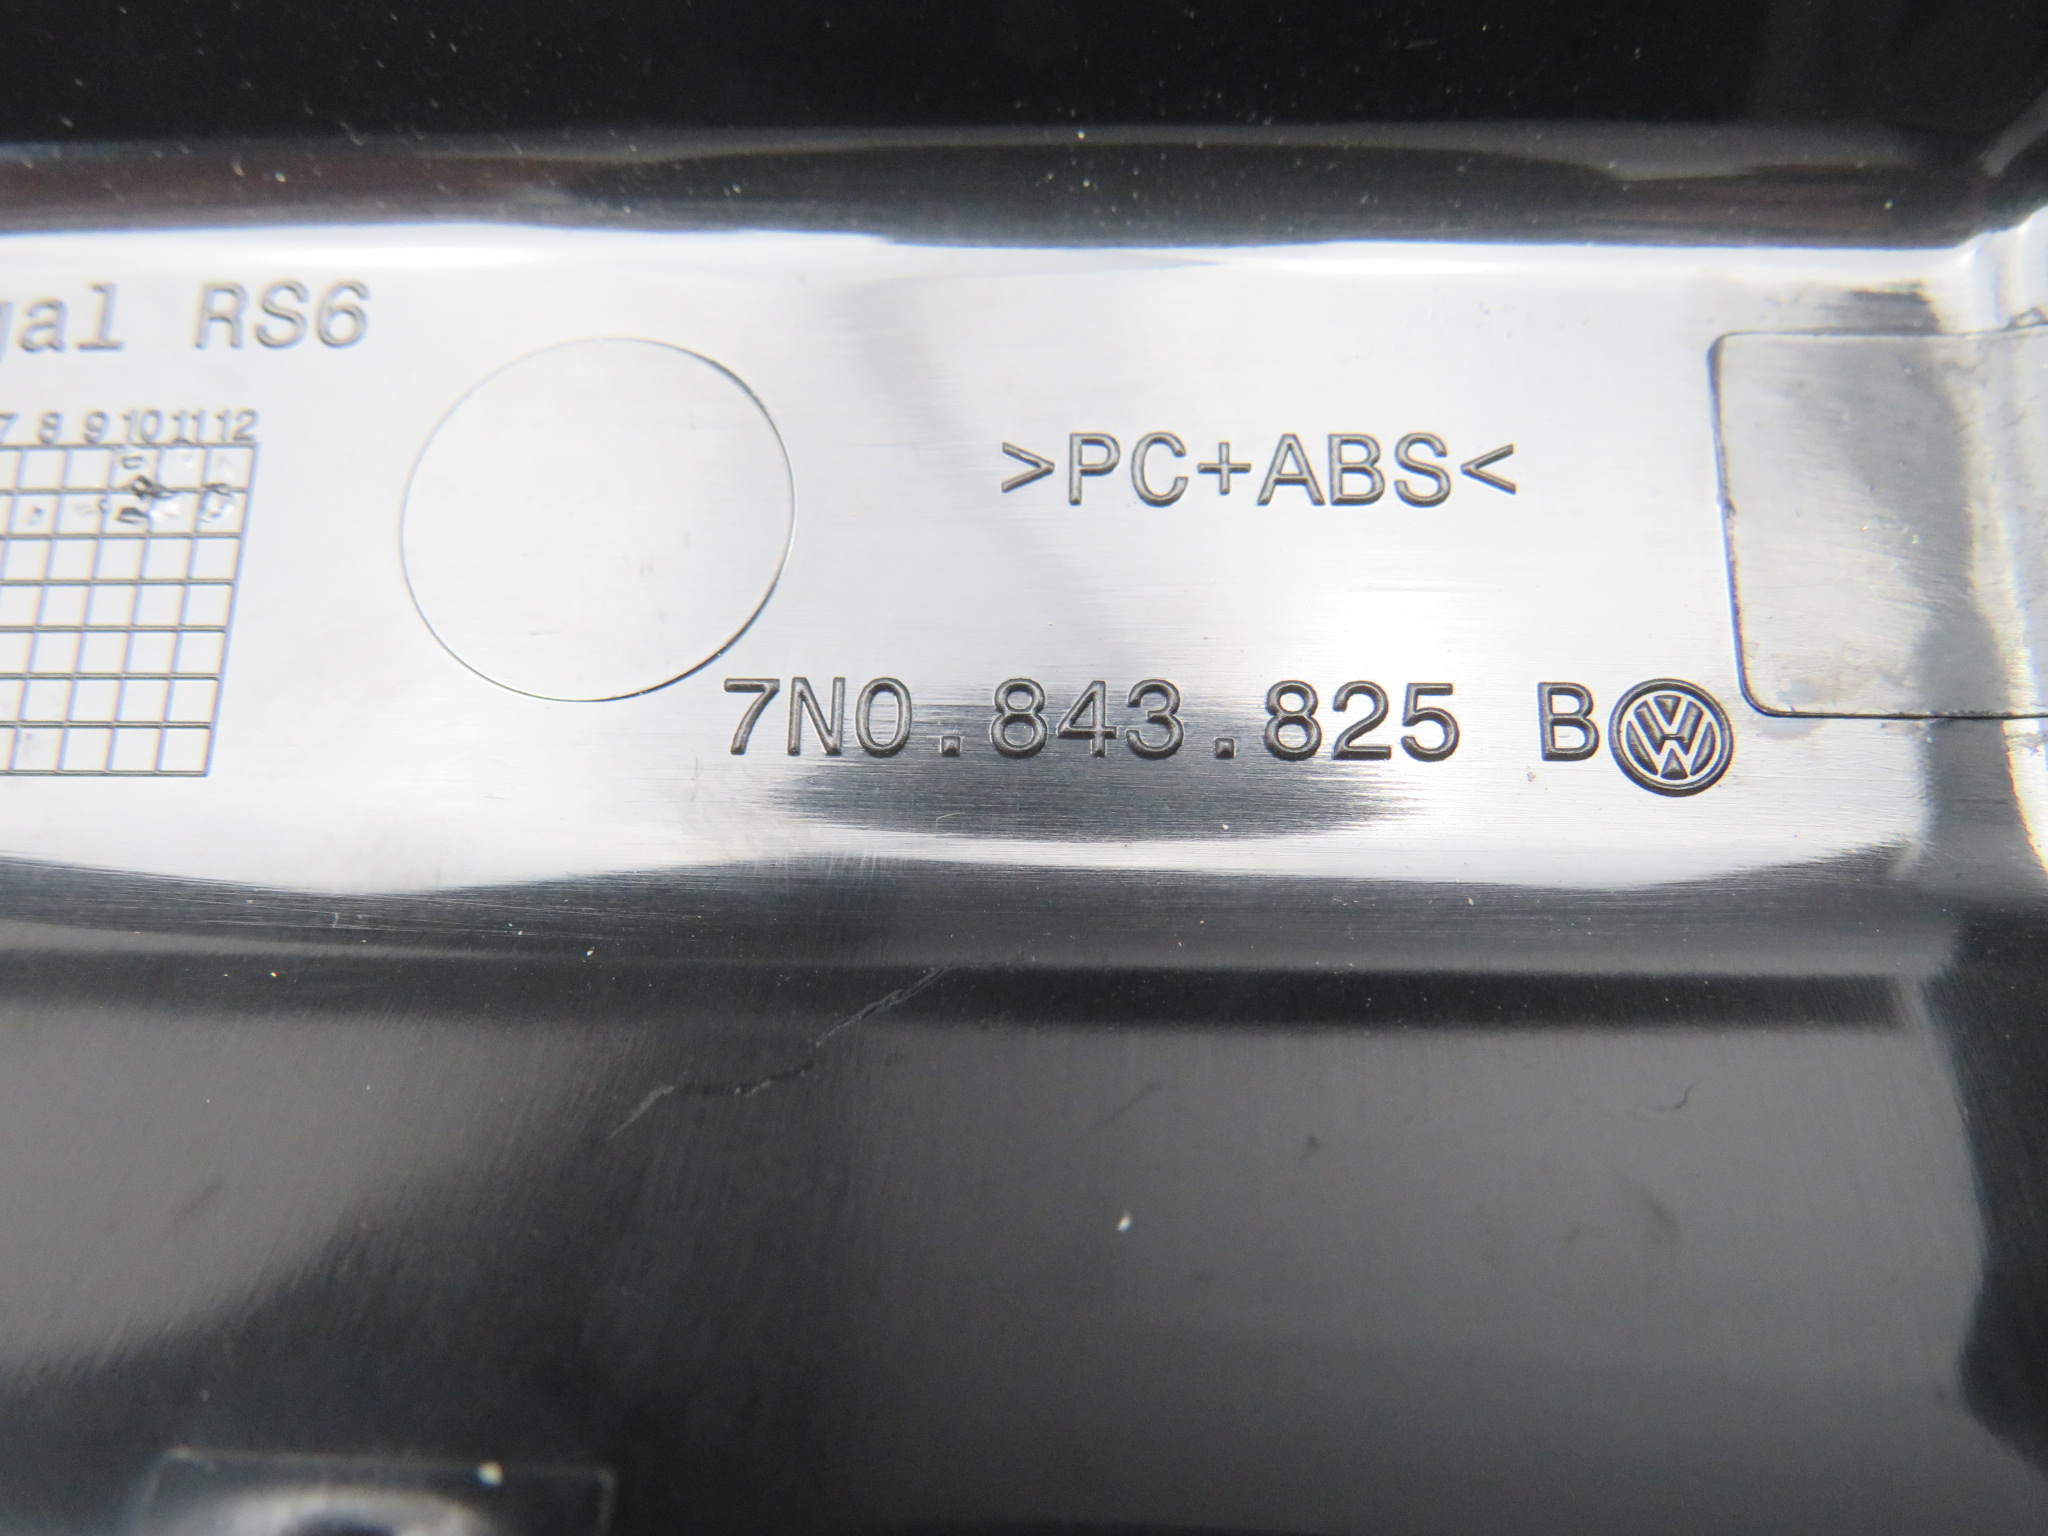 gal RS6
7 8 9 10 11 12
>PC+ABS<
7N0.843.825 B